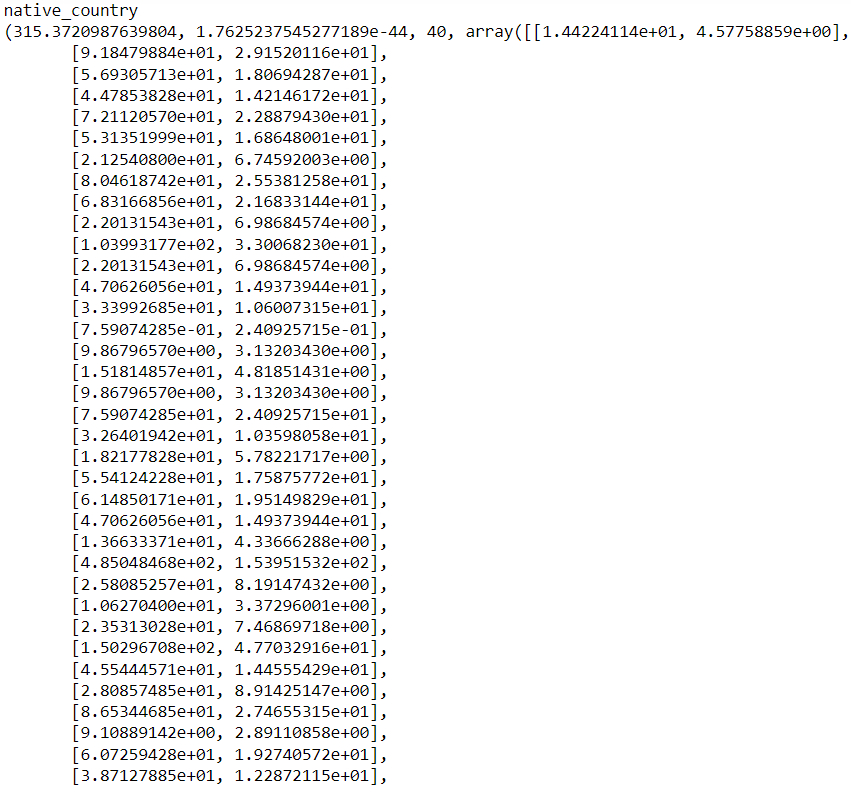 native_country
(315.3720987639804, 1.7625237545277189e-44, 40, array([[1.44224114e+01, 4.57758859e+00],
[9.18479884e+01, 2.91520116e+01],
[5.69305713e+01, 1.80694287e+01],
[4.47853828e+01, 1.42146172e+01],
[7.21120570e+01, 2.28879430e+01],
[5.31351999e+01, 1.68648001e+01],
[2.12540800e+01, 6.74592003e+00],
[8.04618742e+01, 2.55381258e+01],
[6.83166856e+01, 2.16833144e+01],
[2.20131543e+01, 6.98684574e+00],
[1.03993177e+02, 3.30068230e+01],
[2.20131543e+01, 6.98684574e+00],
[4.70626056e+01, 1.49373944e+01],
[3.33992685e+01, 1.06007315e+01],
[7.59074285e-01, 2.40925715e-01],
[9.86796570e+00, 3.13203430e+00],
[1.51814857e+01, 4.81851431e+00],
[9.86796570e+00, 3.13203430e+00],
[7.59074285e+01, 2.40925715e+01],
[3.26401942e+01, 1.03598058e+01],
[1.82177828e+01, 5.78221717e+00],
[5.54124228e+01, 1.75875772e+01],
[6.14850171e+01, 1.95149829e+01],
[4.70626056e+01, 1.49373944e+01],
[1.36633371e+01, 4.33666288e+00],
[4.85048468e+02, 1.53951532e+02],
[2.58085257e+01, 8.19147432e+00],
[1.06270400e+01, 3.37296001e+00],
[2.35313028e+01, 7.46869718e+00],
[1.50296708e+02, 4.77032916e+01],
[4.55444571e+01, 1.44555429e+01],
[2.80857485e+01, 8.91425147e+00],
[8.65344685e+01, 2.74655315e+01],
[9.10889142e+00, 2.89110858e+00],
[6.07259428e+01, 1.92740572e+01],
[3.87127885e+01, 1.22872115e+01],